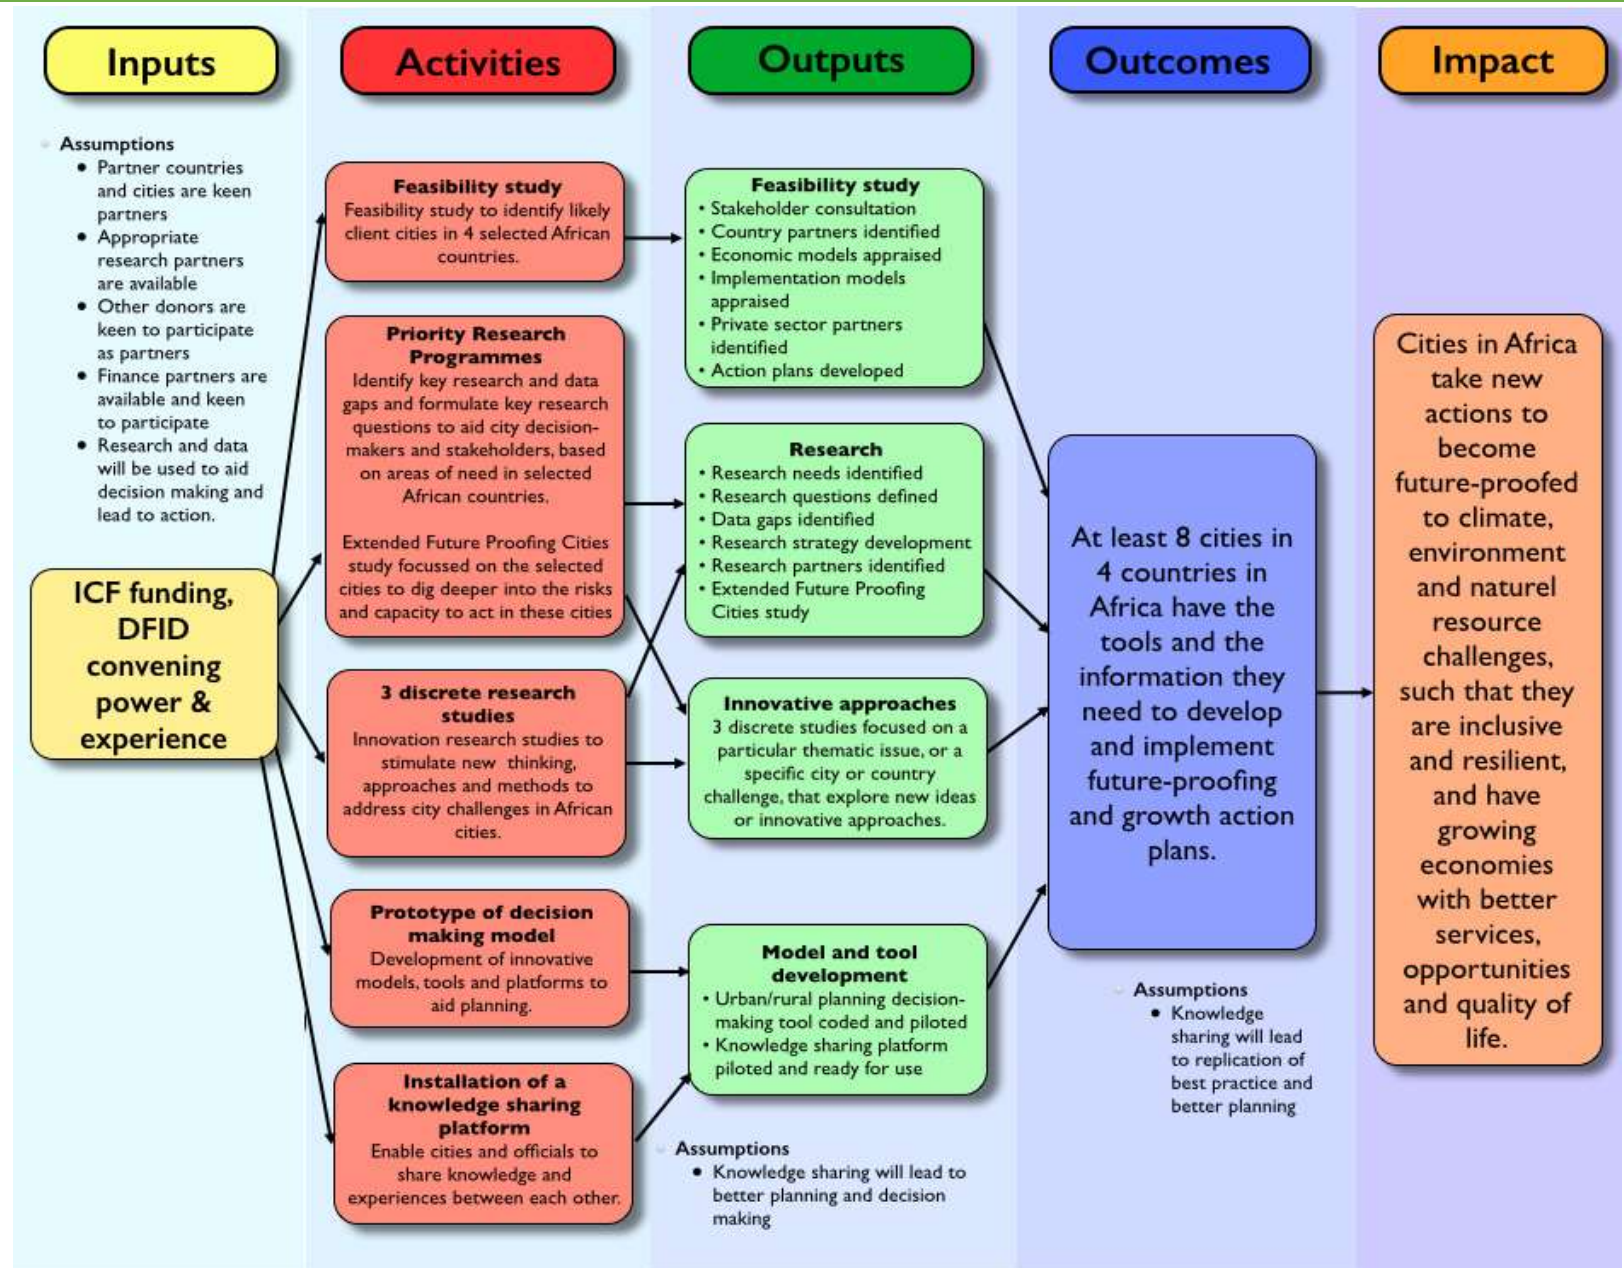 Inputs
Activities
Outputs
Outcomes
Impact
Assumptions
• Partner countries
and cities are keen
partners
• Appropriate
research partners
are available
• Other donors are
keen to participate
as partners
• Finance partners are
available and keen
to participate
• Research and data
will be used to aid
decision making and
lead to action.
ICF funding,
DFID
convening
power &
experience
Feasibility study
Feasibility study to identify likely
client cities in 4 selected African
countries.
Priority Research
Programmes
Identify key research and data
gaps and formulate key research
questions to aid city decision-
makers and stakeholders, based
on areas of need in selected
African countries.
Extended Future Proofing Cities
study focussed on the selected
cities to dig deeper into the risks
and capacity to act in these cities
3 discrete research
studies
Innovation research studies to
stimulate new thinking,
approaches and methods to
address city challenges in African
cities.
Prototype of decision
making model
Development of innovative
models, tools and platforms to
aid planning.
Installation of a
knowledge sharing
platform
Enable cities and officials to
share knowledge and
experiences between each other.
Feasibility study
• Stakeholder consultation
• Country partners identified
• Economic models appraised
• Implementation models
appraised
• Private sector partners
identified
• Action plans developed
Research
• Research needs identified
• Research questions defined
• Data gaps identified
• Research strategy development
• Research partners identified
• Extended Future Proofing
Cities study
Innovative approaches
3 discrete studies focused on a
particular thematic issue, or a
specific city or country
challenge, that explore new ideas
or innovative approaches.
Model and tool
development
• Urban/rural planning decision-
making tool coded and piloted
• Knowledge sharing platform
piloted and ready for use
Assumptions
• Knowledge sharing will lead to
better planning and decision
making
At least 8 cities in
4 countries in
Africa have the
tools and the
information they
need to develop
and implement
future-proofing
and growth action
plans.
Assumptions
• Knowledge
sharing will lead
to replication of
best practice and
better planning
Cities in Africa
take new
actions to
become
future-proofed
to climate,
environment
and naturel
resource
challenges,
such that they
are inclusive
and resilient,
and have
growing
economies
with better
services,
opportunities
and quality of
life.